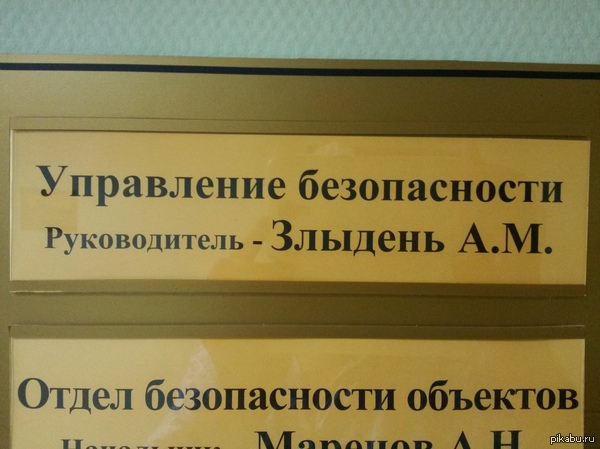 Управление безопасности
Руководитель - Злыдень А.М.
Отдел безопасности объектов
А.Н.
pikabu.ru